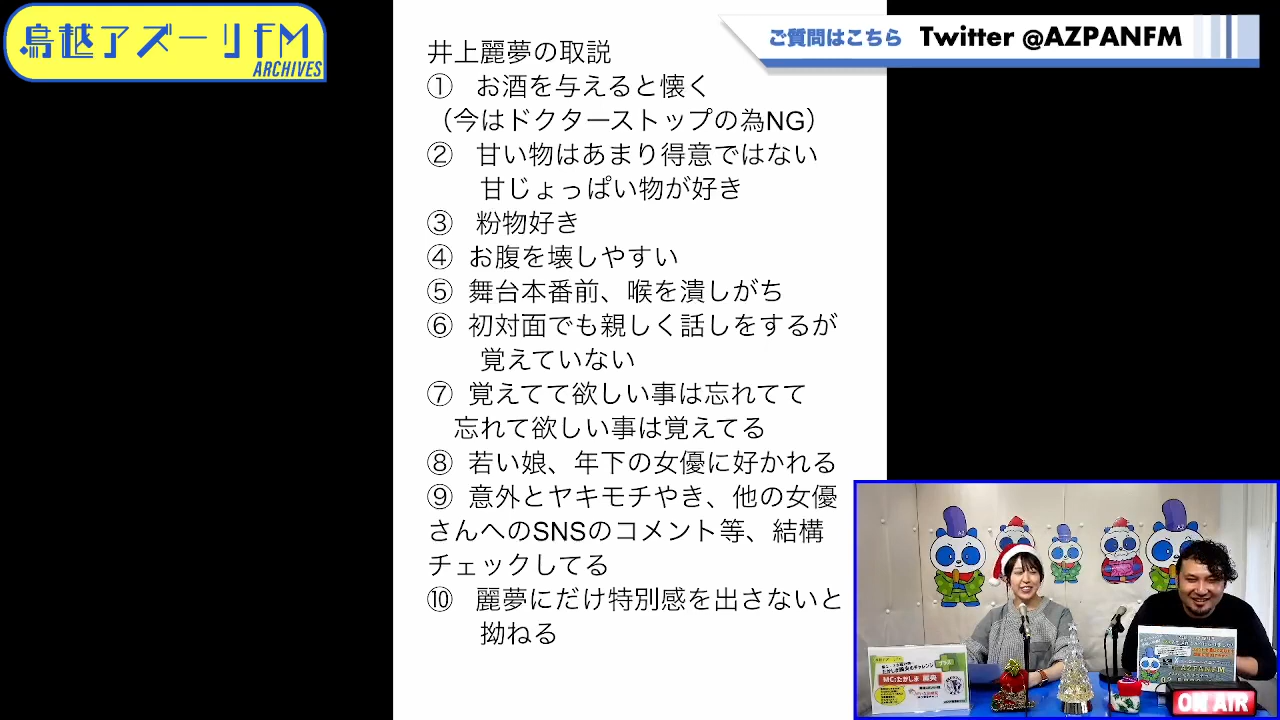 鳥越アズーリFM
ARCHIVES
ご質問はこちら Twitter @AZPANFM
井上麗夢の取説
① お酒を与えると懐く
（今はドクターストップの為NG）
② 甘い物はあまり得意ではない
甘じょっぱい物が好き
③ 粉物好き
④ お腹を壊しやすい
⑤ 舞台本番前、喉を潰しがち
⑥ 初対面でも親しく話しをするが
覚えていない
⑦ 覚えてて欲しい事は忘れてて
忘れて欲しい事は覚えてる
⑧ 若い娘、年下の女優に好かれる
⑨ 意外とヤキモチやき、他の女優
さんへのSNSのコメント等、結構
チェックしてる
⑩ 麗夢にだけ特別感を出さないと
拗ねる
AZPANFM
ON AIR